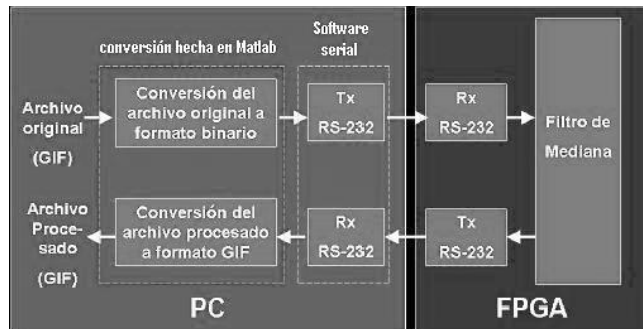 conversión hecha en Matlab
Software
serial
Archivo
original
(GIF)
Conversión del
archivo original a
formato binario
Tx
RS-232
Rx
RS-232
Filtro de
Mediana
Archivo
Proce-
sado
(GIF)
Conversión del
archivo procesado
a formato GIF
Rx
RS-232
Tx
RS-232
PC
FPGA